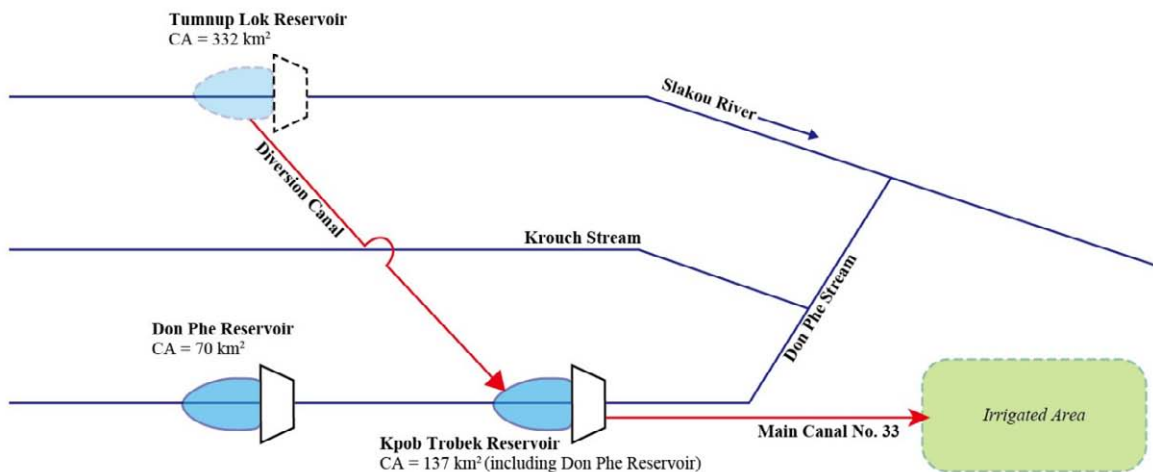 Tumnup Lok Reservoir
CA = 332 km²
Slakou River
Diversion Canal
Krouch Stream
Don Phe Stream
Don Phe Reservoir
CA = 70 km²
Kpob Trobek Reservoir
CA = 137 km² (including Don Phe Reservoir)
Main Canal No. 33
Irrigated Area